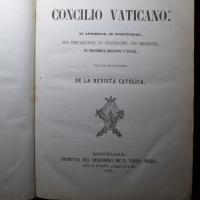 CONCILIO VATICANO:
SU AUTORIDAD, SU OPORTUNIDAD,
SUS PREPARATIVOS, SU CELEBRACION, SUS DECRETOS,
SU INFLUENCIA RELIGIOSA Y SOCIAL,
POR LOS REDACTORES
DE LA REVISTA CATÓLICA.
BARCELONA:
IMPRENTA DEL HEREDERO DE D. PABLO RIERA,